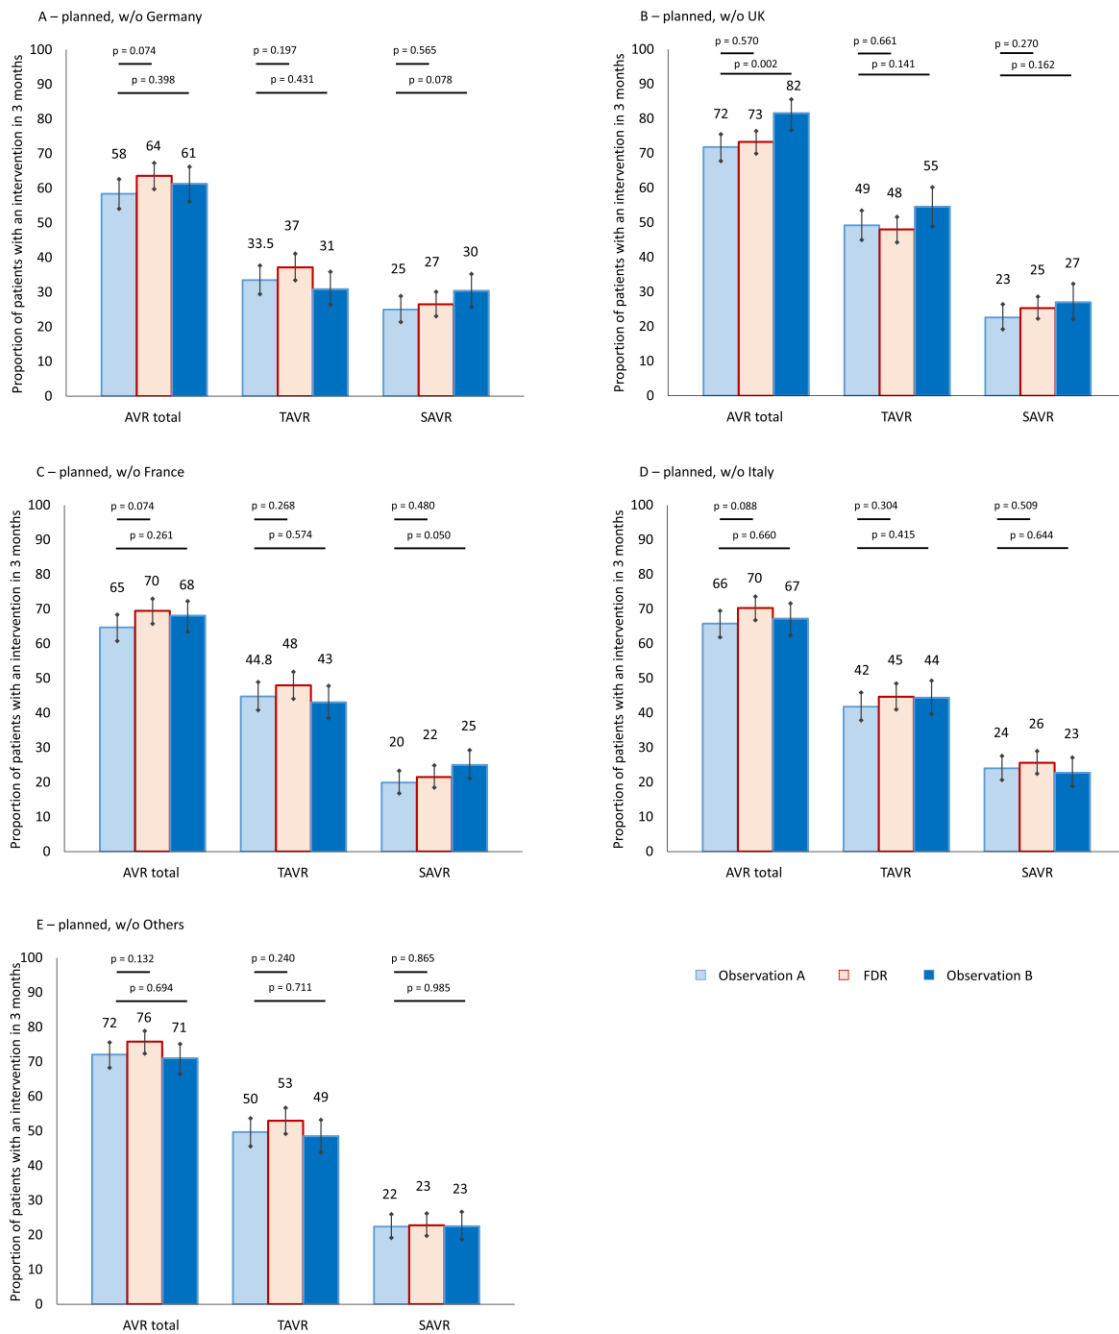 A – planned, w/o Germany
Proportion of patients with an intervention in 3 months
100
90
80
70
60
50
40
30
20
10
0
p = 0.074
p = 0.398
p = 0.197
p = 0.431
p = 0.565
p = 0.078
58
64
61
33.5
37
31
25
27
30
AVR total
TAVR
SAVR
B – planned, w/o UK
Proportion of patients with an intervention in 3 months
100
90
80
70
60
50
40
30
20
10
0
p = 0.570
p = 0.002
p = 0.661
p = 0.141
p = 0.270
p = 0.162
72
73
82
49
48
55
23
25
27
AVR total
TAVR
SAVR
C – planned, w/o France
Proportion of patients with an intervention in 3 months
100
90
80
70
60
50
40
30
20
10
0
p = 0.074
p = 0.261
p = 0.268
p = 0.574
p = 0.480
p = 0.050
65
70
68
44.8
48
43
20
22
25
AVR total
TAVR
SAVR
D – planned, w/o Italy
Proportion of patients with an intervention in 3 months
100
90
80
70
60
50
40
30
20
10
0
p = 0.088
p = 0.660
p = 0.304
p = 0.415
p = 0.509
p = 0.644
66
70
67
42
45
44
24
26
23
AVR total
TAVR
SAVR
E – planned, w/o Others
Proportion of patients with an intervention in 3 months
100
90
80
70
60
50
40
30
20
10
0
p = 0.132
p = 0.694
p = 0.240
p = 0.711
p = 0.865
p = 0.985
72
76
71
50
53
49
22
23
23
AVR total
TAVR
SAVR
Observation A
FDR
Observation B